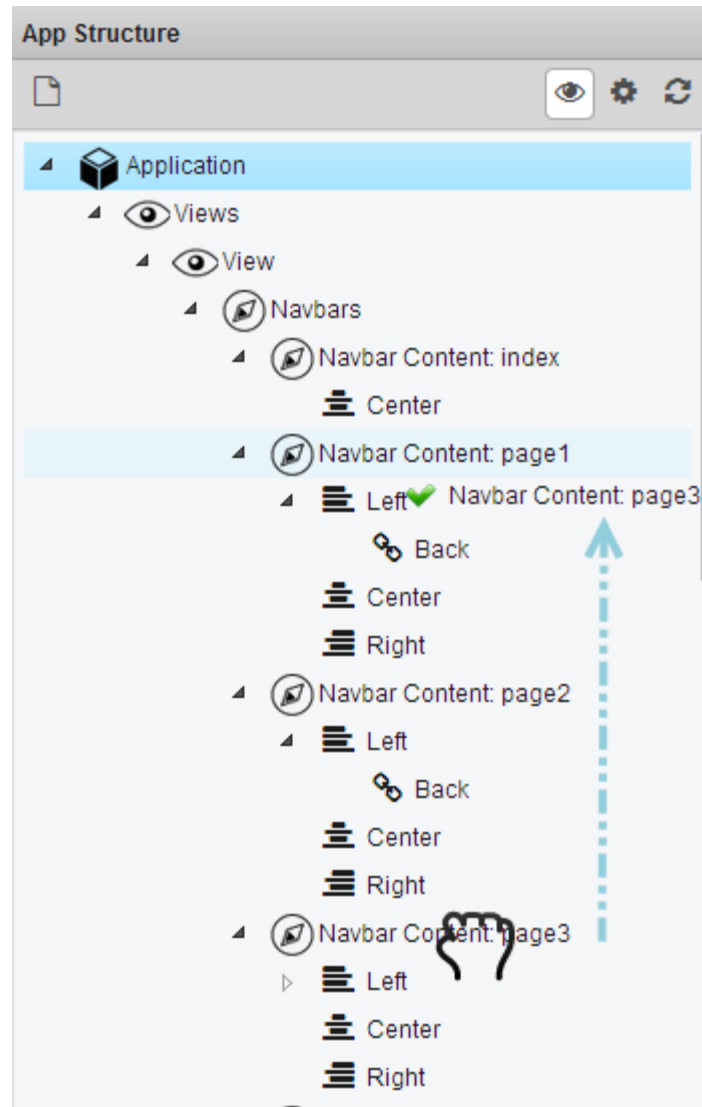 App Structure
Application
Views
View
Navbars
Navbar Content: index
Center
Navbar Content: page1
Left Navbar Content: page3
Back
Center
Right
Navbar Content: page2
Left
Back
Center
Right
Navbar Content: page3
Left
Center
Right